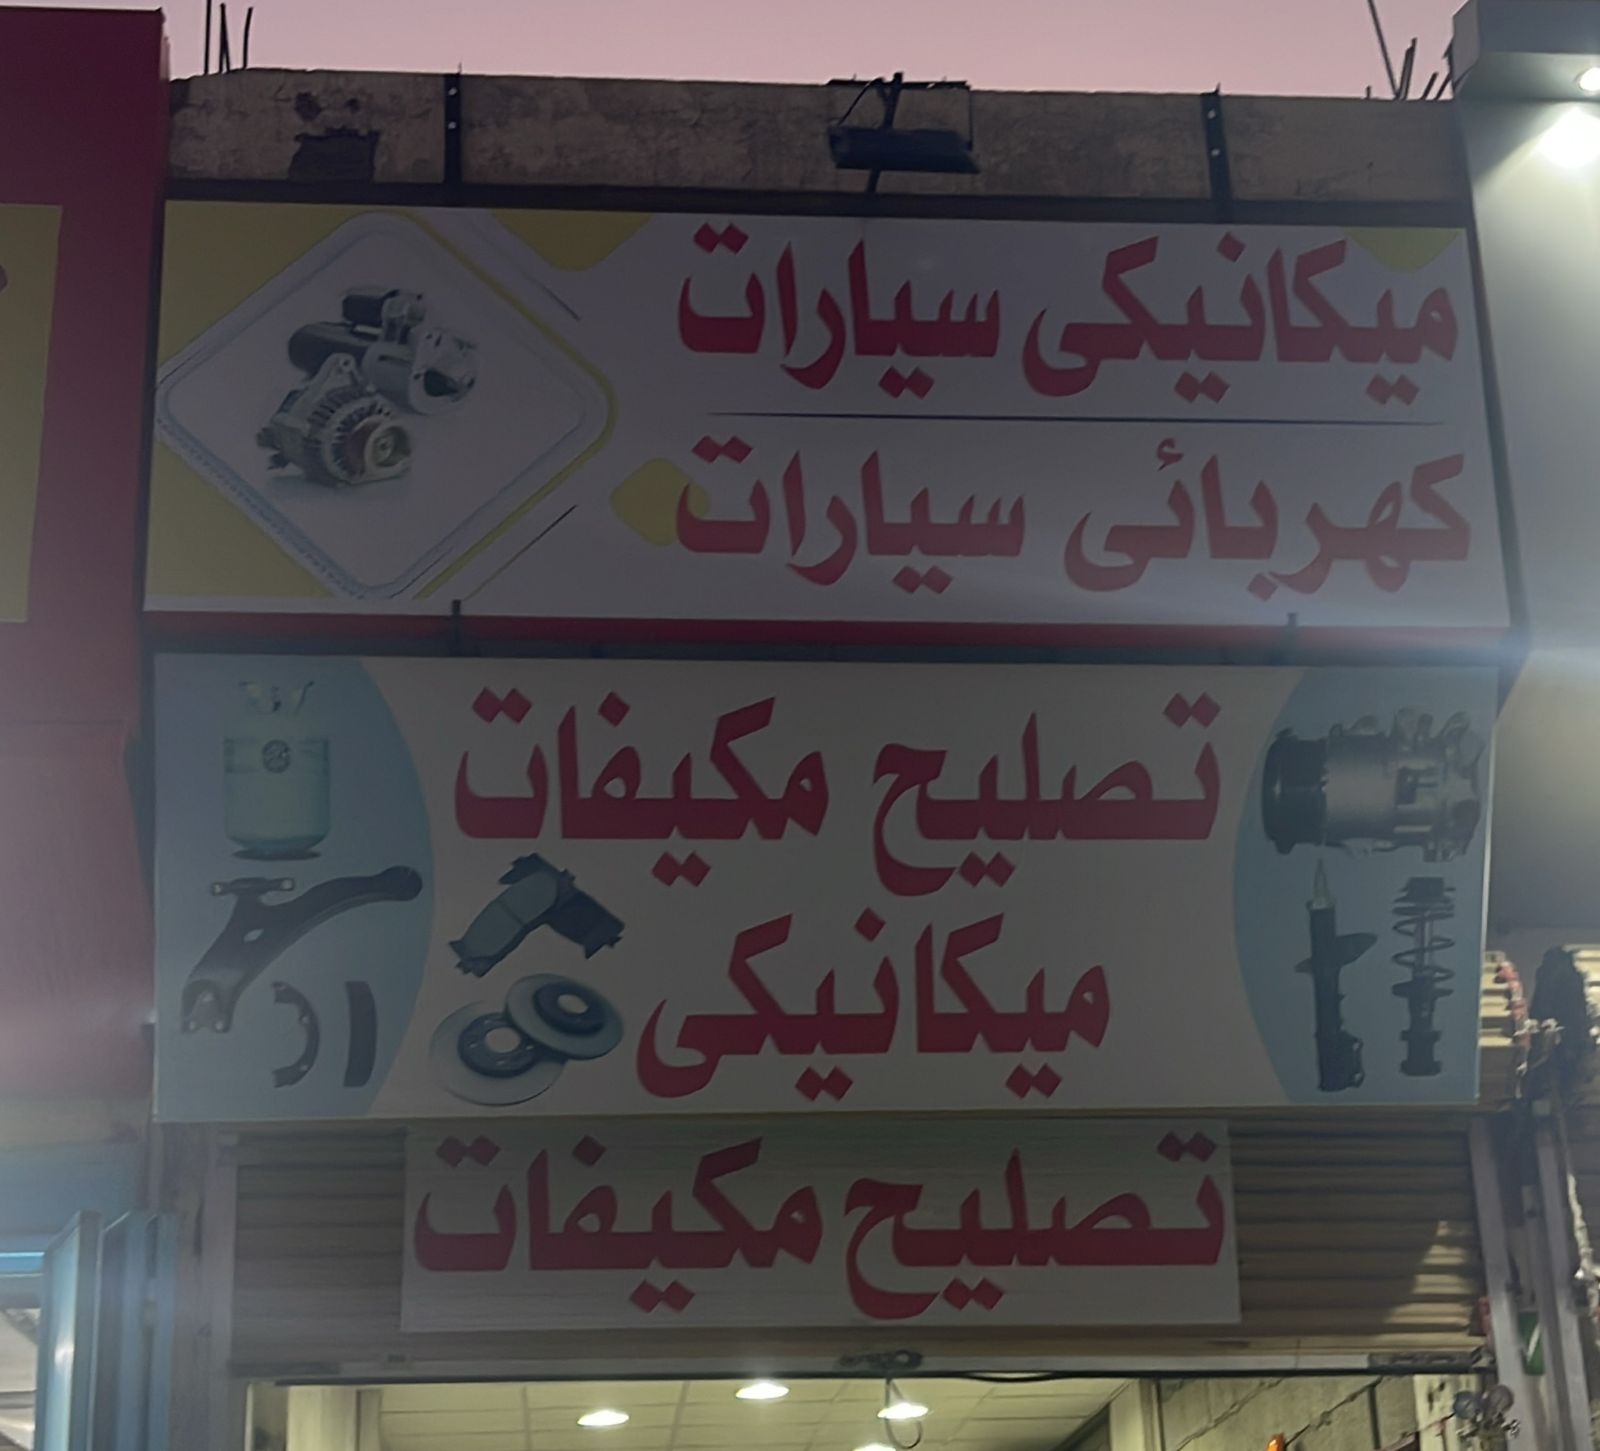 ميكانيكى سيارات
كهربائى سيارات
تصليح مكيفات
ميكانيكى
تصليح مكيفات